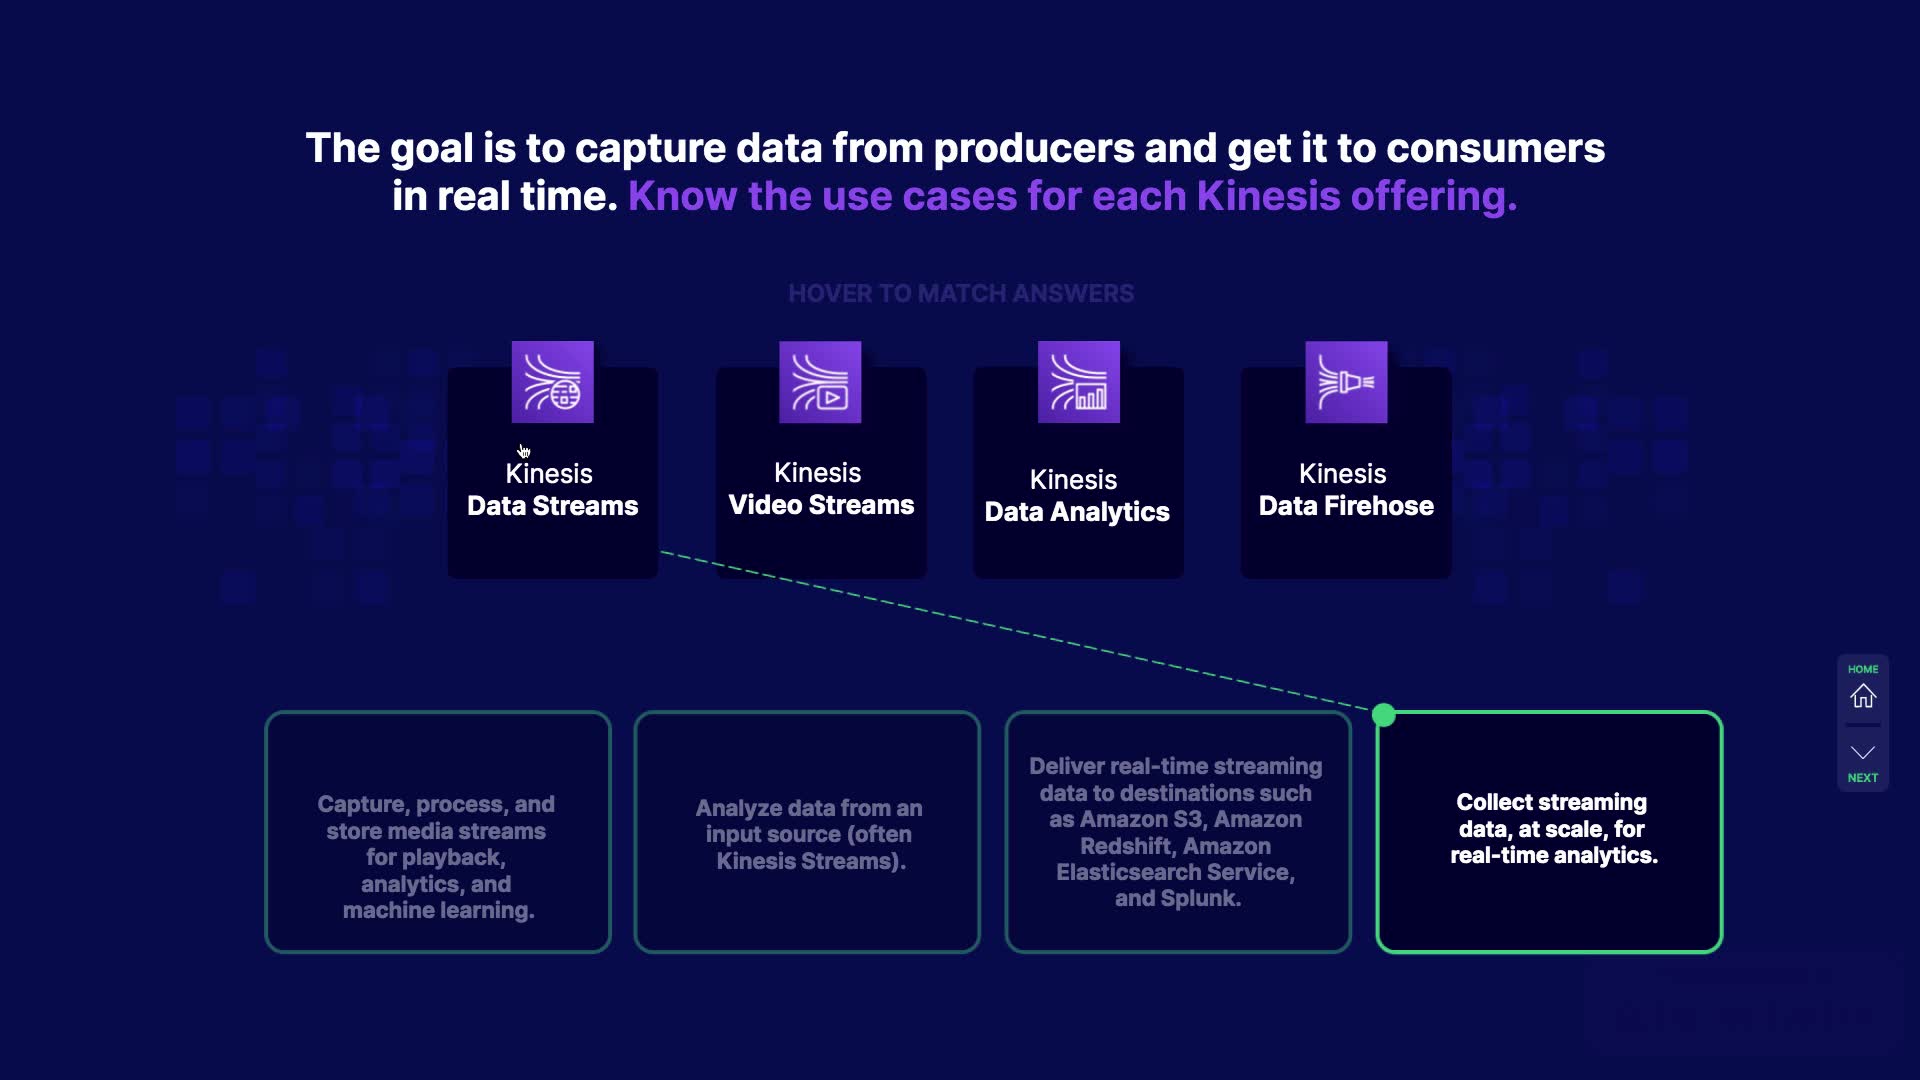 The goal is to capture data from producers and get it to consumers
in real time. Know the use cases for each Kinesis offering.
HOVER TO MATCH ANSWERS
Kinesis
Data Streams
Kinesis
Video Streams
Kinesis
Data Analytics
Kinesis
Data Firehose
HOME
NEXT
Capture, process, and
store media streams
for playback,
analytics, and
machine learning.
Analyze data from an
input source (often
Kinesis Streams).
Deliver real-time streaming
data to destinations such
as Amazon S3, Amazon
Redshift, Amazon
Elasticsearch Service,
and Splunk.
Collect streaming
data, at scale, for
real-time analytics.